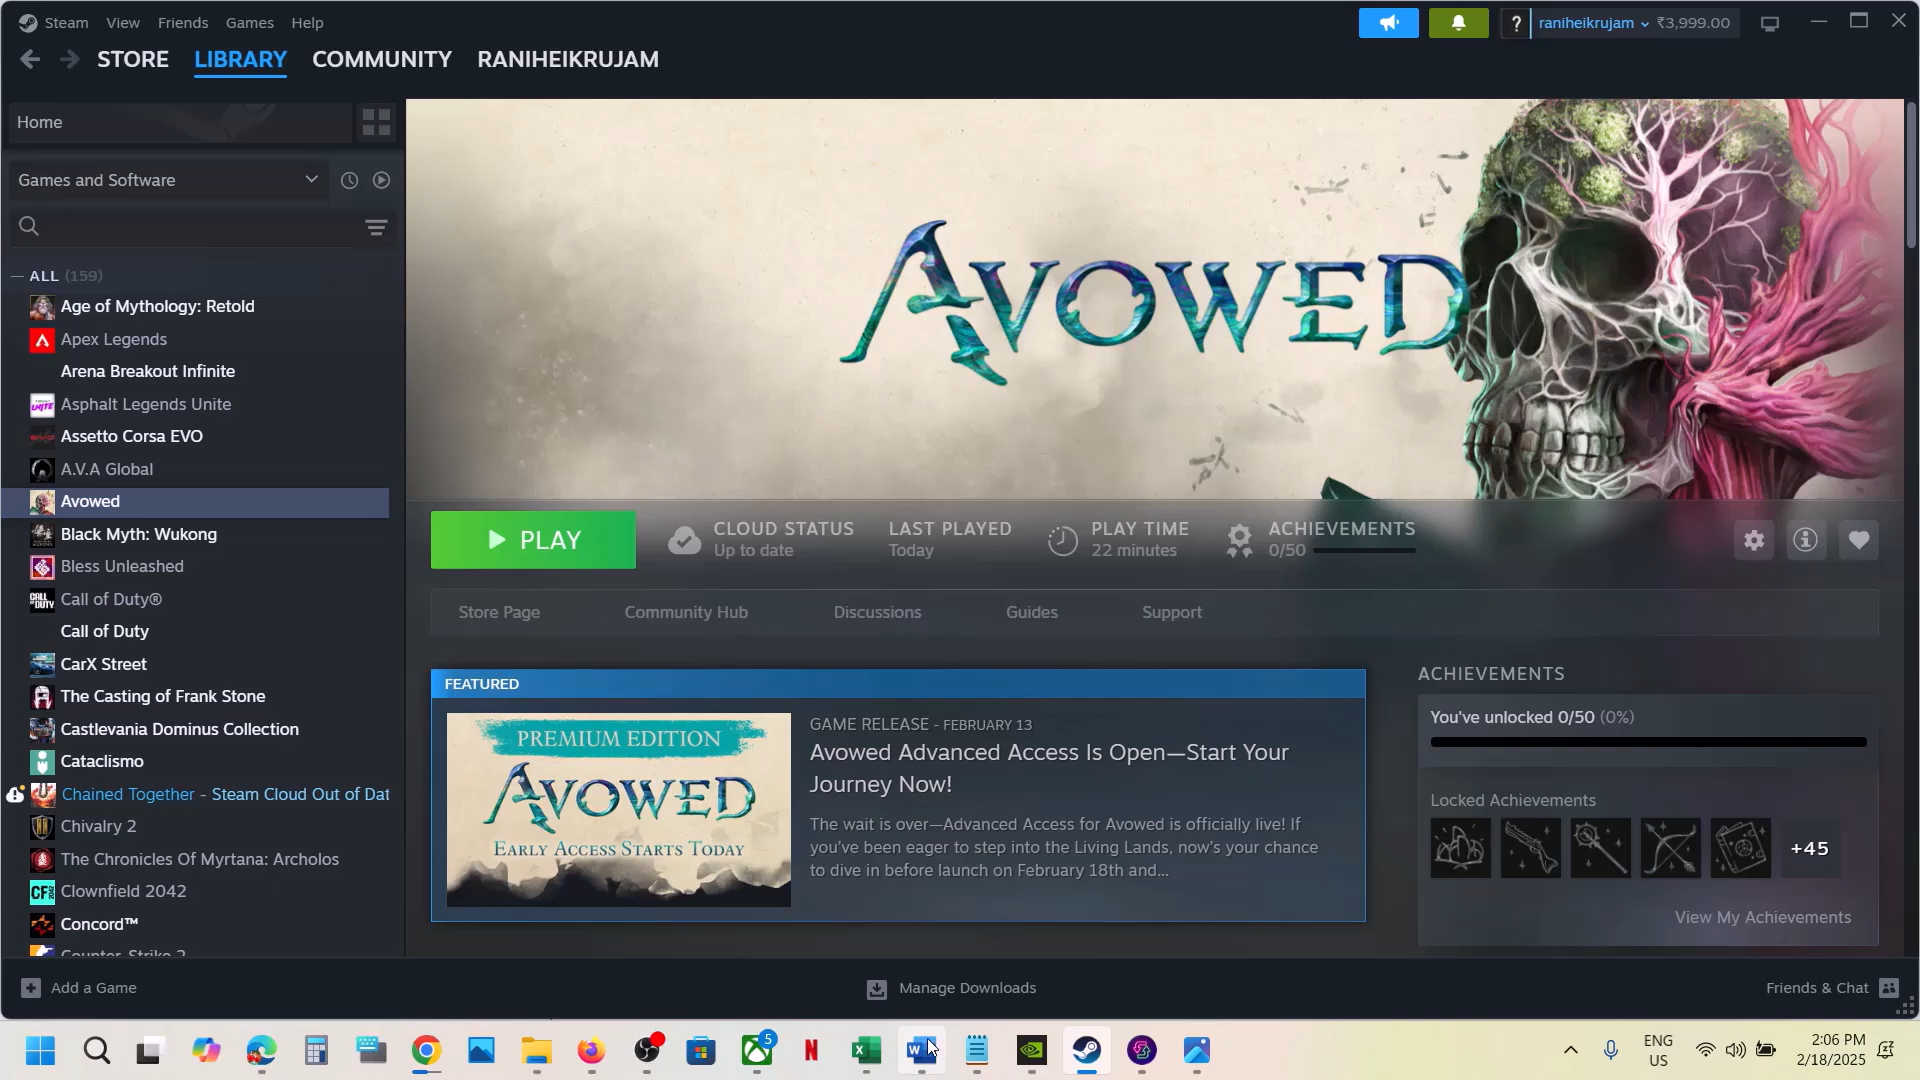 Steam View Friends Games Help
? raniheikrujam ₹3,999.00
STORE LIBRARY COMMUNITY RANIHEIKRUJAM
Home
Games and Software
— ALL (159)
Age of Mythology: Retold
Apex Legends
Arena Breakout Infinite
UNITE Asphalt Legends Unite
Assetto Corsa EVO
A.V.A Global
Avowed
Black Myth: Wukong
Bless Unleashed
CALL OF DUTY Call of Duty®
Call of Duty
CarX Street
The Casting of Frank Stone
Castlevania Dominus Collection
Cataclismo
Chained Together - Steam Cloud Out of Dat
Chivalry 2
The Chronicles Of Myrtana: Archolos
CF Clownfield 2042
Concord™
Counter-Strike 2
AVOWED
PLAY
CLOUD STATUS
Up to date
LAST PLAYED
Today
PLAY TIME
22 minutes
ACHIEVEMENTS
0/50
Store Page Community Hub Discussions Guides Support
FEATURED
PREMIUM EDITION
AVOWED
EARLY ACCESS STARTS TODAY
GAME RELEASE - FEBRUARY 13
Avowed Advanced Access Is Open—Start Your
Journey Now!
The wait is over—Advanced Access for Avowed is officially live! If
you've been eager to step into the Living Lands, now's your chance
to dive in before launch on February 18th and...
ACHIEVEMENTS
You've unlocked 0/50 (0%)
Locked Achievements
+45
View My Achievements
Add a Game
Manage Downloads
Friends & Chat
5
N
X
W
ENG
US
2:06 PM
2/18/2025